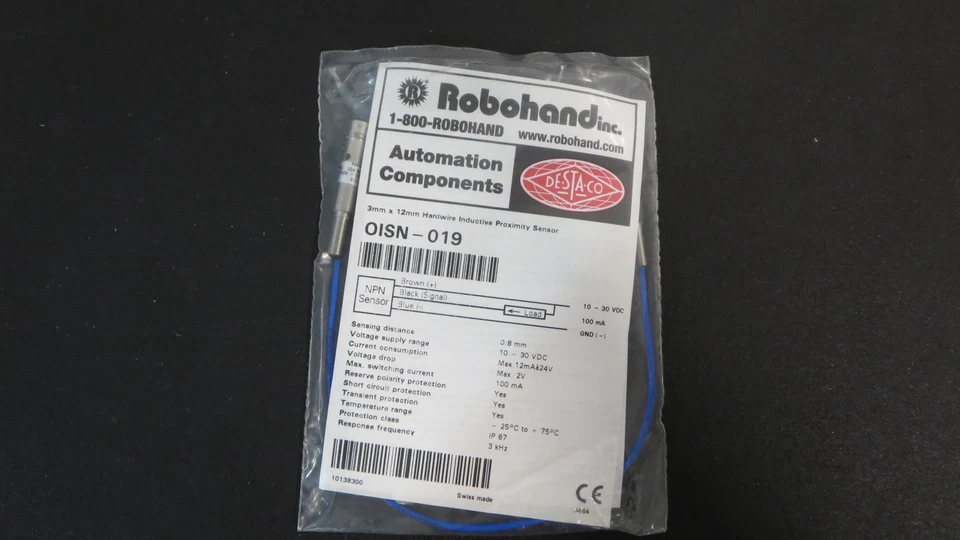 Robohand inc.
1-800-ROBOHAND www.robohand.com
Automation
Components
DE-STA-CO
3mm x 12mm Hardwire Inductive Proximity Sensor
OISN-019
NPN
Sensor
Brown (+)
Black (Signal)
Blue (-)
Load
10 - 30 VDC
100 mA
GND (-)
Sensing distance 0.8 mm
Voltage supply range 10 - 30 VDC
Current consumption Max.12mAà24V
Voltage drop Max. 2V
Max. switching current 100 mA
Reserve polarity protection Yes
Short circuit protection Yes
Transient protection Yes
Temperature range - 25°C to + 75°C
Protection class IP 67
Response frequency 3 kHz
10138300
Swiss made
CE